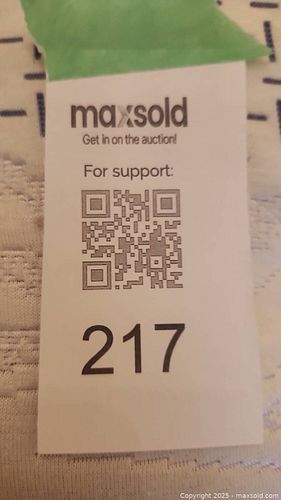 maxsold
Get in on the auction!
For support:
217
Copyright 2025 - maxsold.com